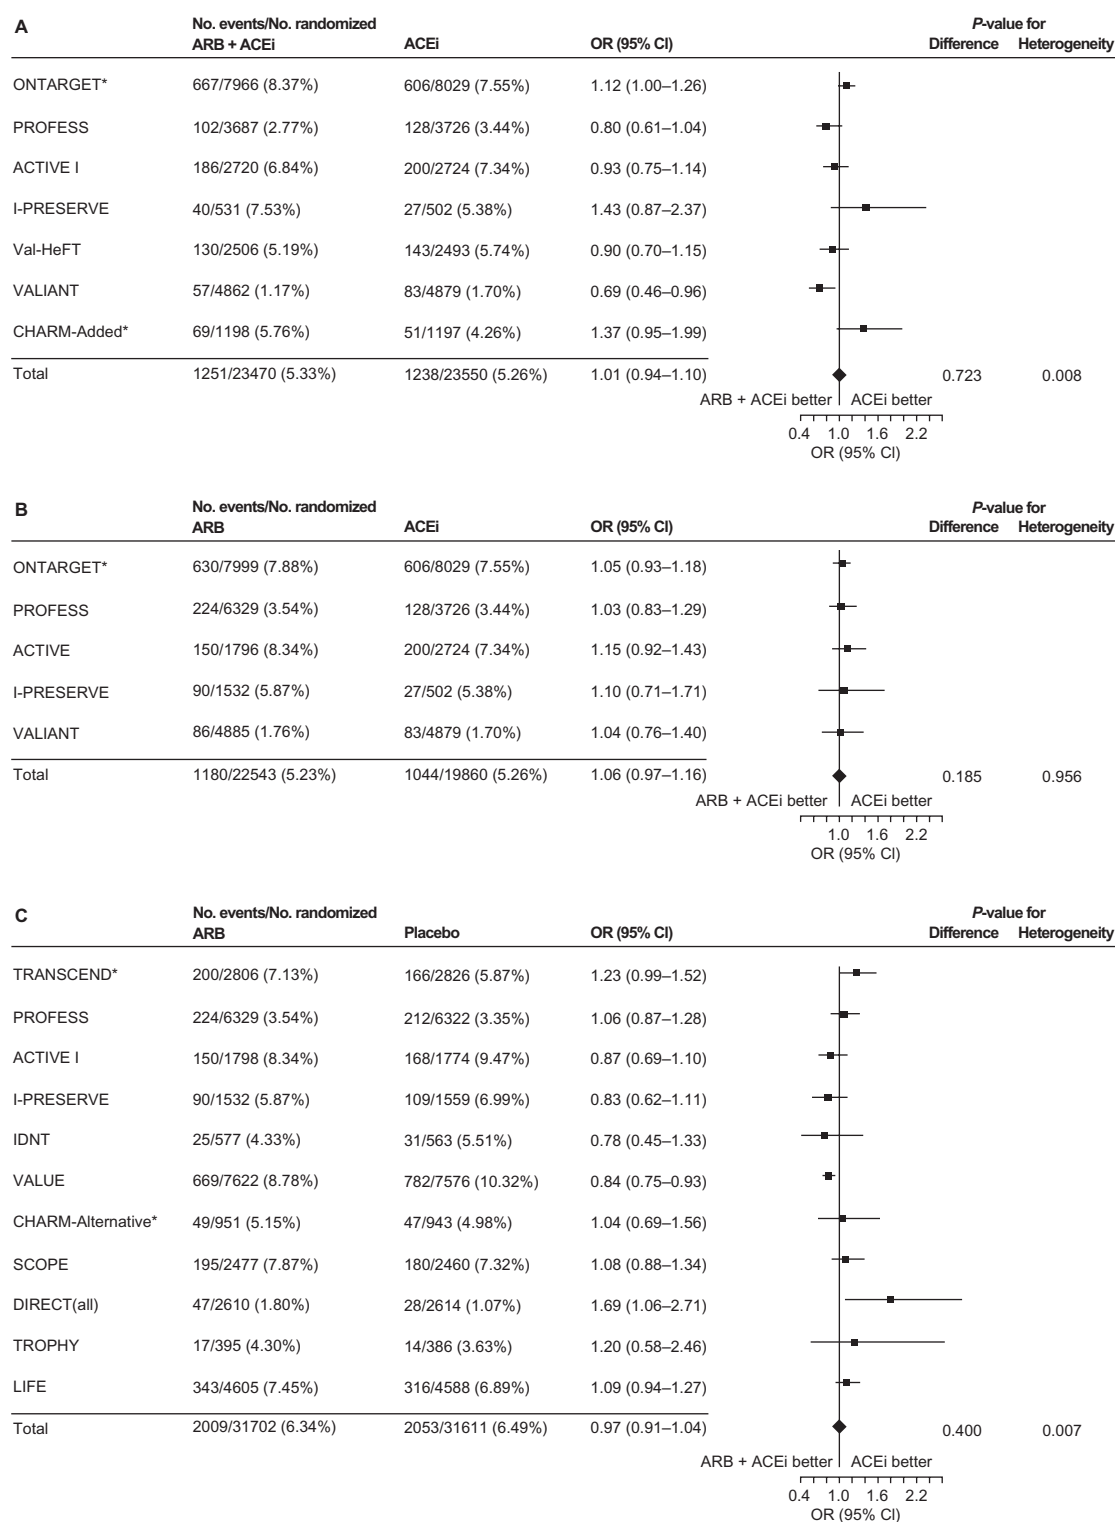 A No. events/No. randomized P-value for
ARB + ACEi ACEi OR (95% CI) Difference Heterogeneity
ONTARGET* 667/7966 (8.37%) 606/8029 (7.55%) 1.12 (1.00–1.26)
PROFESS 102/3687 (2.77%) 128/3726 (3.44%) 0.80 (0.61–1.04)
ACTIVE I 186/2720 (6.84%) 200/2724 (7.34%) 0.93 (0.75–1.14)
I-PRESERVE 40/531 (7.53%) 27/502 (5.38%) 1.43 (0.87–2.37)
Val-HeFT 130/2506 (5.19%) 143/2493 (5.74%) 0.90 (0.70–1.15)
VALIANT 57/4862 (1.17%) 83/4879 (1.70%) 0.69 (0.46–0.96)
CHARM-Added* 69/1198 (5.76%) 51/1197 (4.26%) 1.37 (0.95–1.99)
Total 1251/23470 (5.33%) 1238/23550 (5.26%) 1.01 (0.94–1.10) 0.723 0.008
ARB + ACEi better ACEi better
0.4 1.0 1.6 2.2
OR (95% CI)
B No. events/No. randomized P-value for
ARB ACEi OR (95% CI) Difference Heterogeneity
ONTARGET* 630/7999 (7.88%) 606/8029 (7.55%) 1.05 (0.93–1.18)
PROFESS 224/6329 (3.54%) 128/3726 (3.44%) 1.03 (0.83–1.29)
ACTIVE 150/1796 (8.34%) 200/2724 (7.34%) 1.15 (0.92–1.43)
I-PRESERVE 90/1532 (5.87%) 27/502 (5.38%) 1.10 (0.71–1.71)
VALIANT 86/4885 (1.76%) 83/4879 (1.70%) 1.04 (0.76–1.40)
Total 1180/22543 (5.23%) 1044/19860 (5.26%) 1.06 (0.97–1.16) 0.185 0.956
ARB + ACEi better ACEi better
1.0 1.6 2.2
OR (95% CI)
C No. events/No. randomized P-value for
ARB Placebo OR (95% CI) Difference Heterogeneity
TRANSCEND* 200/2806 (7.13%) 166/2826 (5.87%) 1.23 (0.99–1.52)
PROFESS 224/6329 (3.54%) 212/6322 (3.35%) 1.06 (0.87–1.28)
ACTIVE I 150/1798 (8.34%) 168/1774 (9.47%) 0.87 (0.69–1.10)
I-PRESERVE 90/1532 (5.87%) 109/1559 (6.99%) 0.83 (0.62–1.11)
IDNT 25/577 (4.33%) 31/563 (5.51%) 0.78 (0.45–1.33)
VALUE 669/7622 (8.78%) 782/7576 (10.32%) 0.84 (0.75–0.93)
CHARM-Alternative* 49/951 (5.15%) 47/943 (4.98%) 1.04 (0.69–1.56)
SCOPE 195/2477 (7.87%) 180/2460 (7.32%) 1.08 (0.88–1.34)
DIRECT(all) 47/2610 (1.80%) 28/2614 (1.07%) 1.69 (1.06–2.71)
TROPHY 17/395 (4.30%) 14/386 (3.63%) 1.20 (0.58–2.46)
LIFE 343/4605 (7.45%) 316/4588 (6.89%) 1.09 (0.94–1.27)
Total 2009/31702 (6.34%) 2053/31611 (6.49%) 0.97 (0.91–1.04) 0.400 0.007
ARB + ACEi better ACEi better
0.4 1.0 1.6 2.2
OR (95% CI)